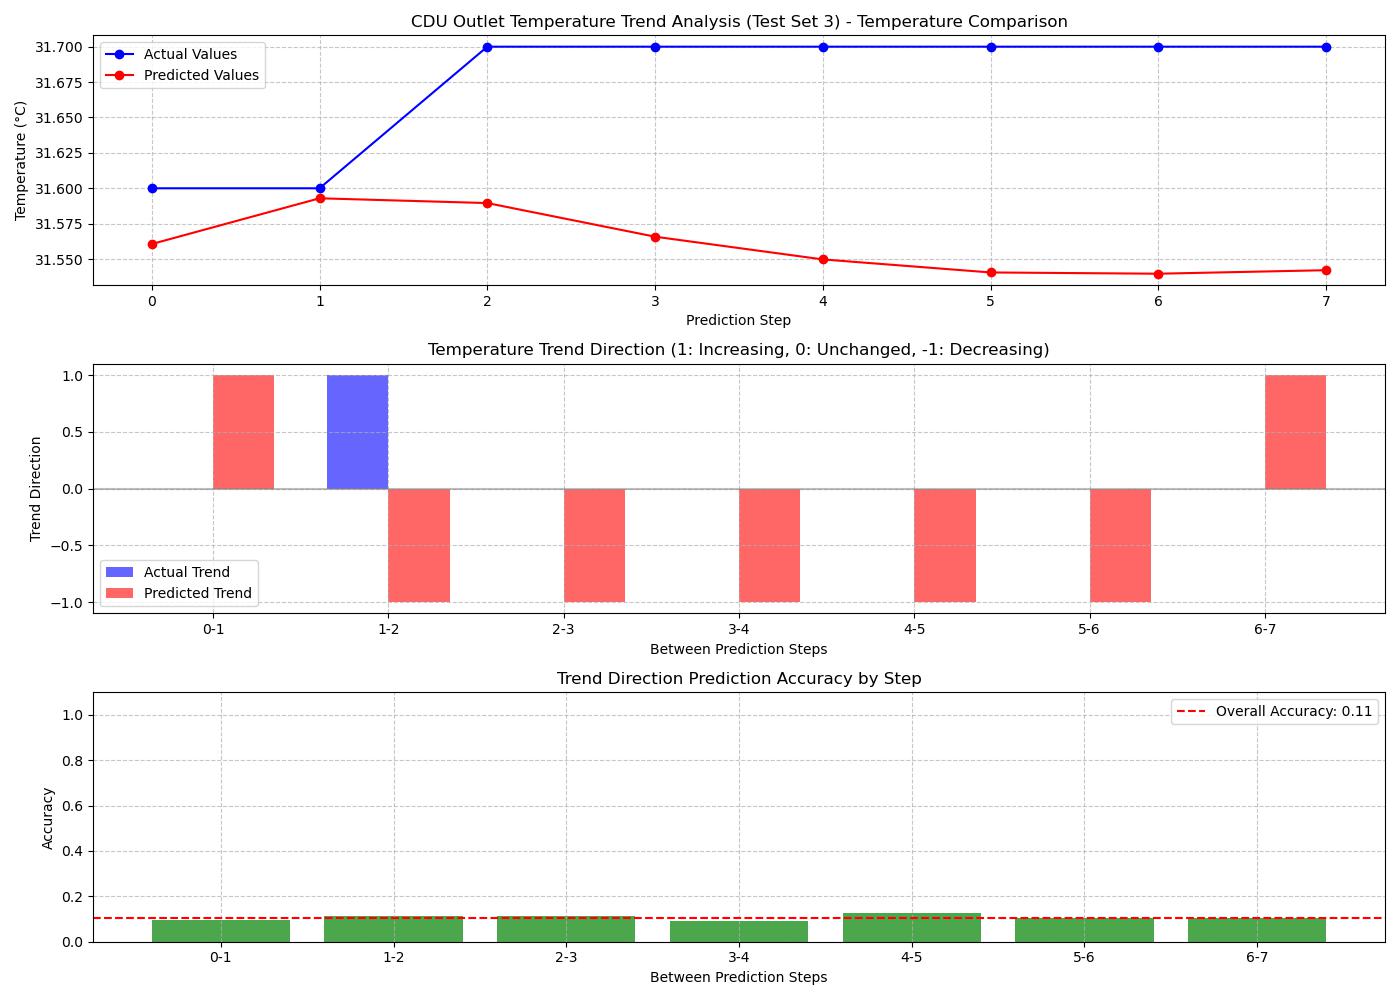 CDU Outlet Temperature Trend Analysis (Test Set 3) - Temperature Comparison
Actual Values
Predicted Values
Temperature (°C)
31.700
31.675
31.650
31.625
31.600
31.575
31.550
0 1 2 3 4 5 6 7
Prediction Step
Temperature Trend Direction (1: Increasing, 0: Unchanged, -1: Decreasing)
Trend Direction
1.0
0.5
0.0
−0.5
−1.0
Actual Trend
Predicted Trend
0-1 1-2 2-3 3-4 4-5 5-6 6-7
Between Prediction Steps
Trend Direction Prediction Accuracy by Step
Overall Accuracy: 0.11
Accuracy
1.0
0.8
0.6
0.4
0.2
0.0
0-1 1-2 2-3 3-4 4-5 5-6 6-7
Between Prediction Steps